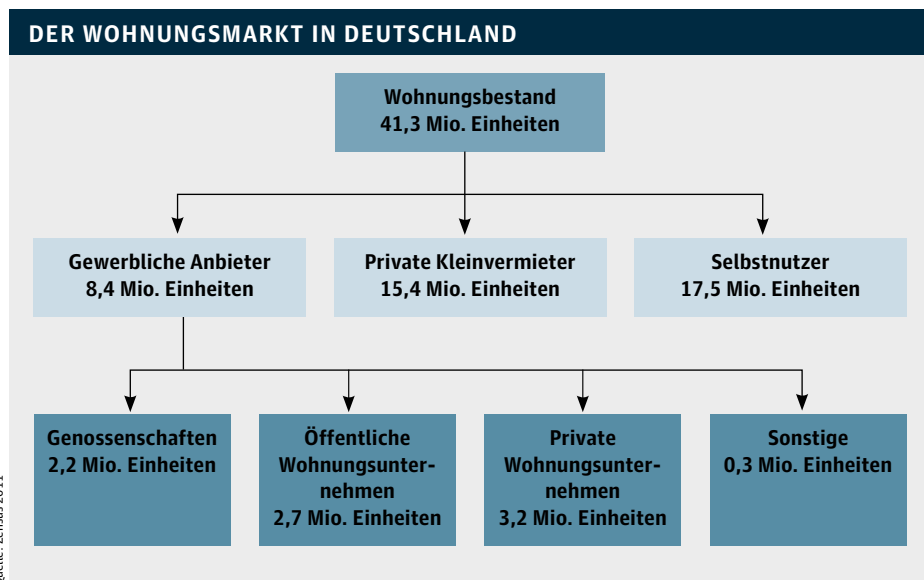 DER WOHNUNGSMARKT IN DEUTSCHLAND
Wohnungsbestand
41,3 Mio. Einheiten
Gewerbliche Anbieter
8,4 Mio. Einheiten
Private Kleinvermieter
15,4 Mio. Einheiten
Selbstnutzer
17,5 Mio. Einheiten
Genossenschaften
2,2 Mio. Einheiten
Öffentliche
Wohnungsunter-
nehmen
2,7 Mio. Einheiten
Private
Wohnungsunter-
nehmen
3,2 Mio. Einheiten
Sonstige
0,3 Mio. Einheiten
Zensus 2011